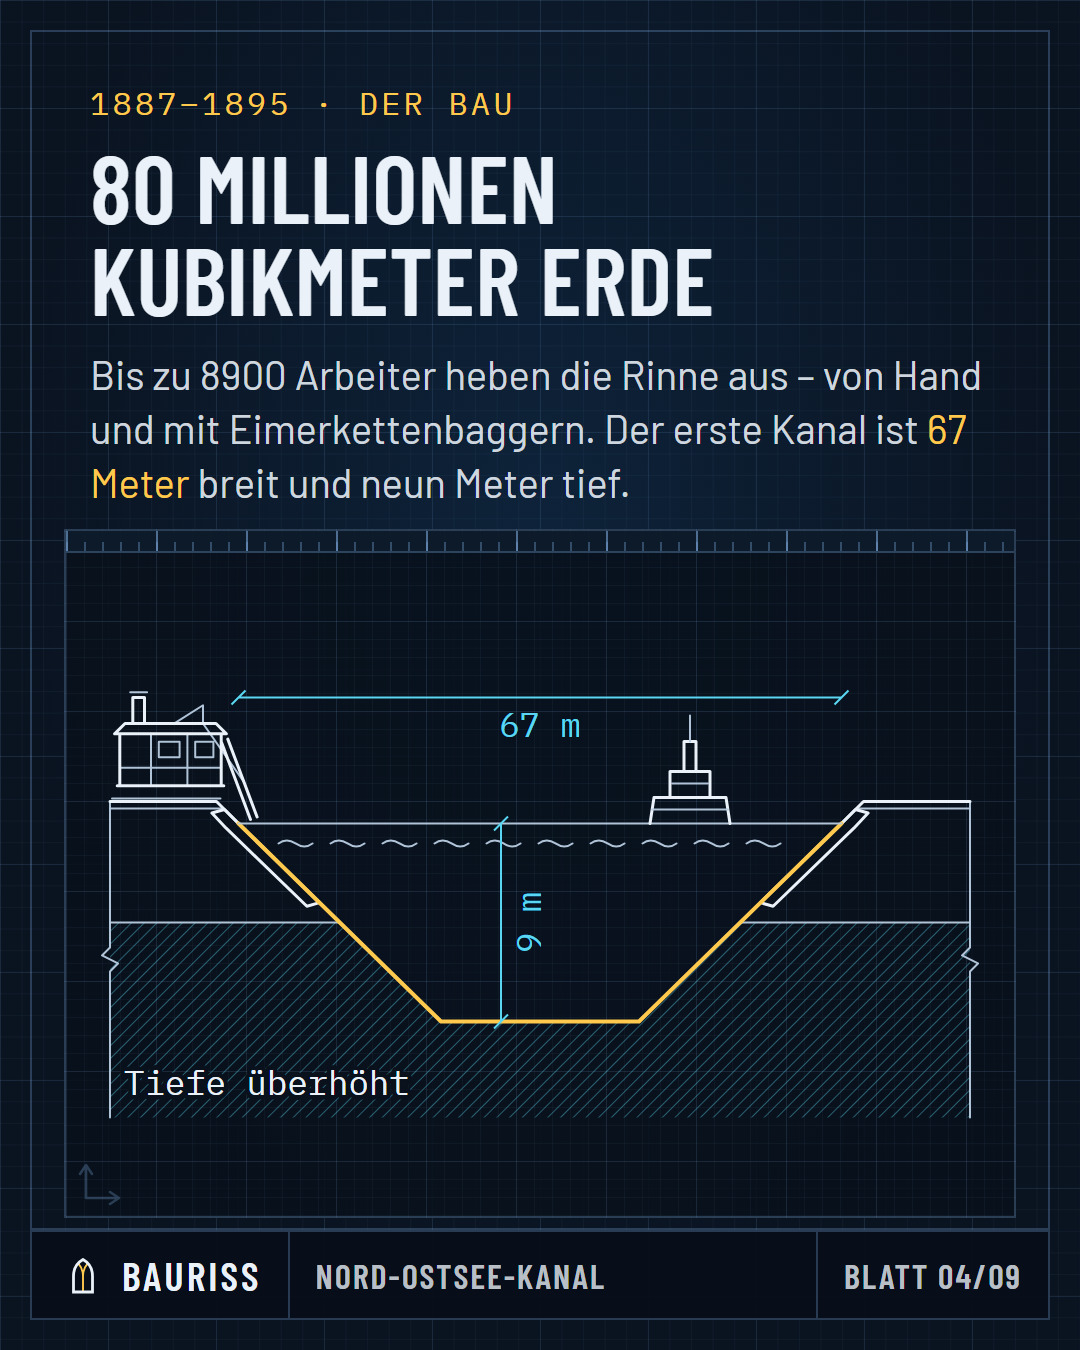 1887–1895 · DER BAU
80 MILLIONEN
KUBIKMETER ERDE
Bis zu 8900 Arbeiter heben die Rinne aus – von Hand
und mit Eimerkettenbaggern. Der erste Kanal ist 67
Meter breit und neun Meter tief.
67 m
9 m
Tiefe überhöht
BAURISS
NORD-OSTSEE-KANAL
BLATT 04/09